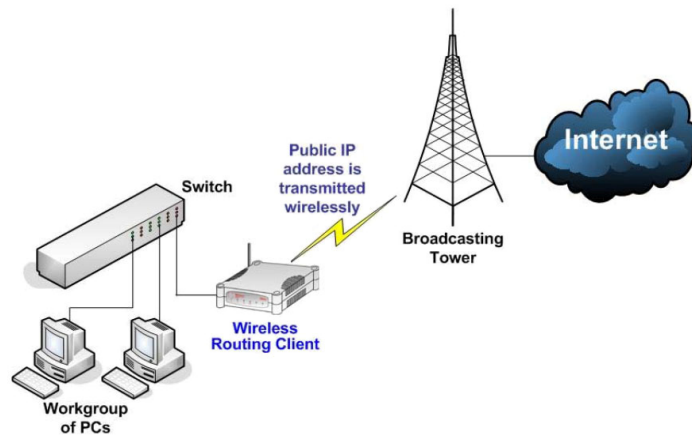 Internet
Public IP
address is
transmitted
wirelessly
Switch
Broadcasting
Tower
Wireless
Routing Client
Workgroup
of PCs